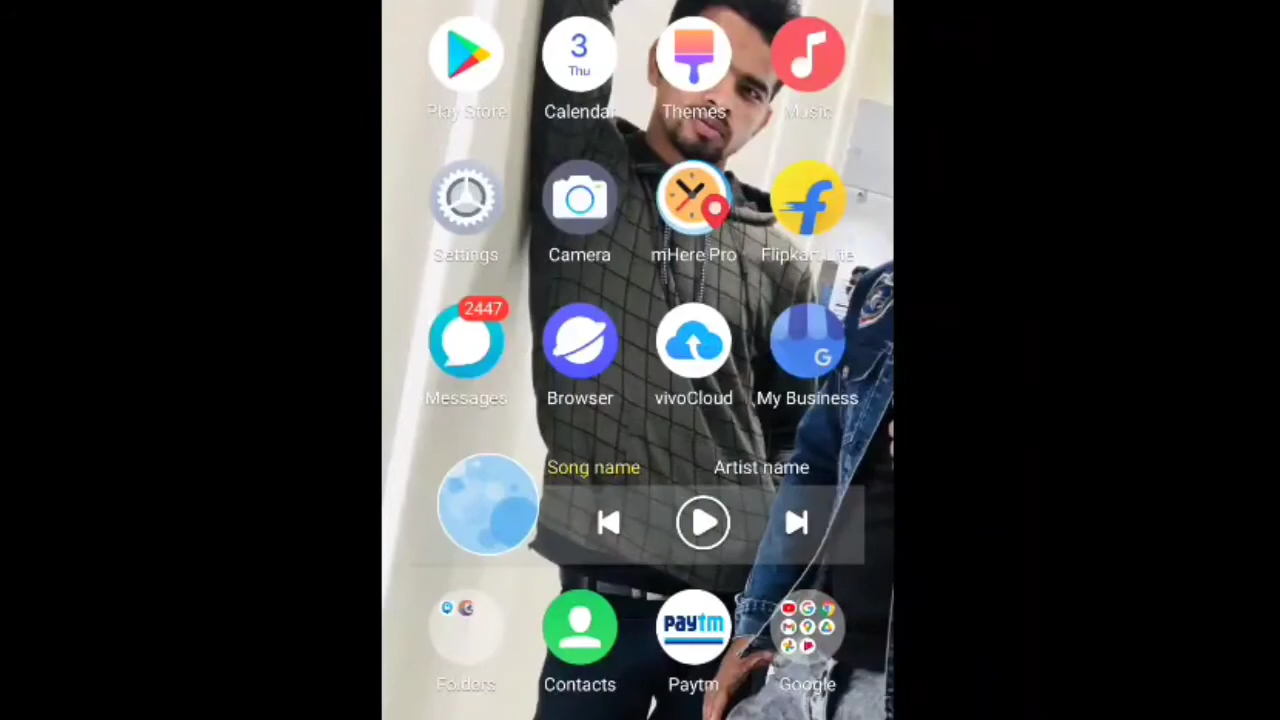 3
Thu
Play Store Calendar Themes Music
Settings Camera mHere Pro Flipkart Lite
2447
G
Messages Browser vivoCloud My Business
Song name Artist name
paytm
Folders Contacts Paytm Google